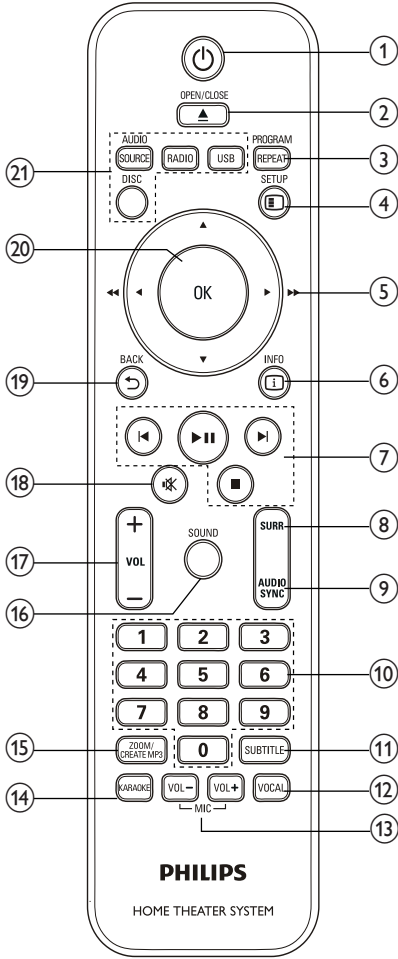 1
OPEN/CLOSE
2
AUDIO
SOURCE RADIO USB
PROGRAM
REPEAT
3
21
DISC
SETUP
4
20
OK
5
BACK
INFO
i
19
6
7
18
SURR
8
+
VOL
-
17
SOUND
AUDIO
SYNC
9
16
1 2 3
4 5 6
10
7 8 9
15
ZOOM/
CREATE MP3
0
SUBTITLE
11
14
KARAOKE
VOL- VOL+
VOCAL
12
MIC
13
PHILIPS
HOME THEATER SYSTEM